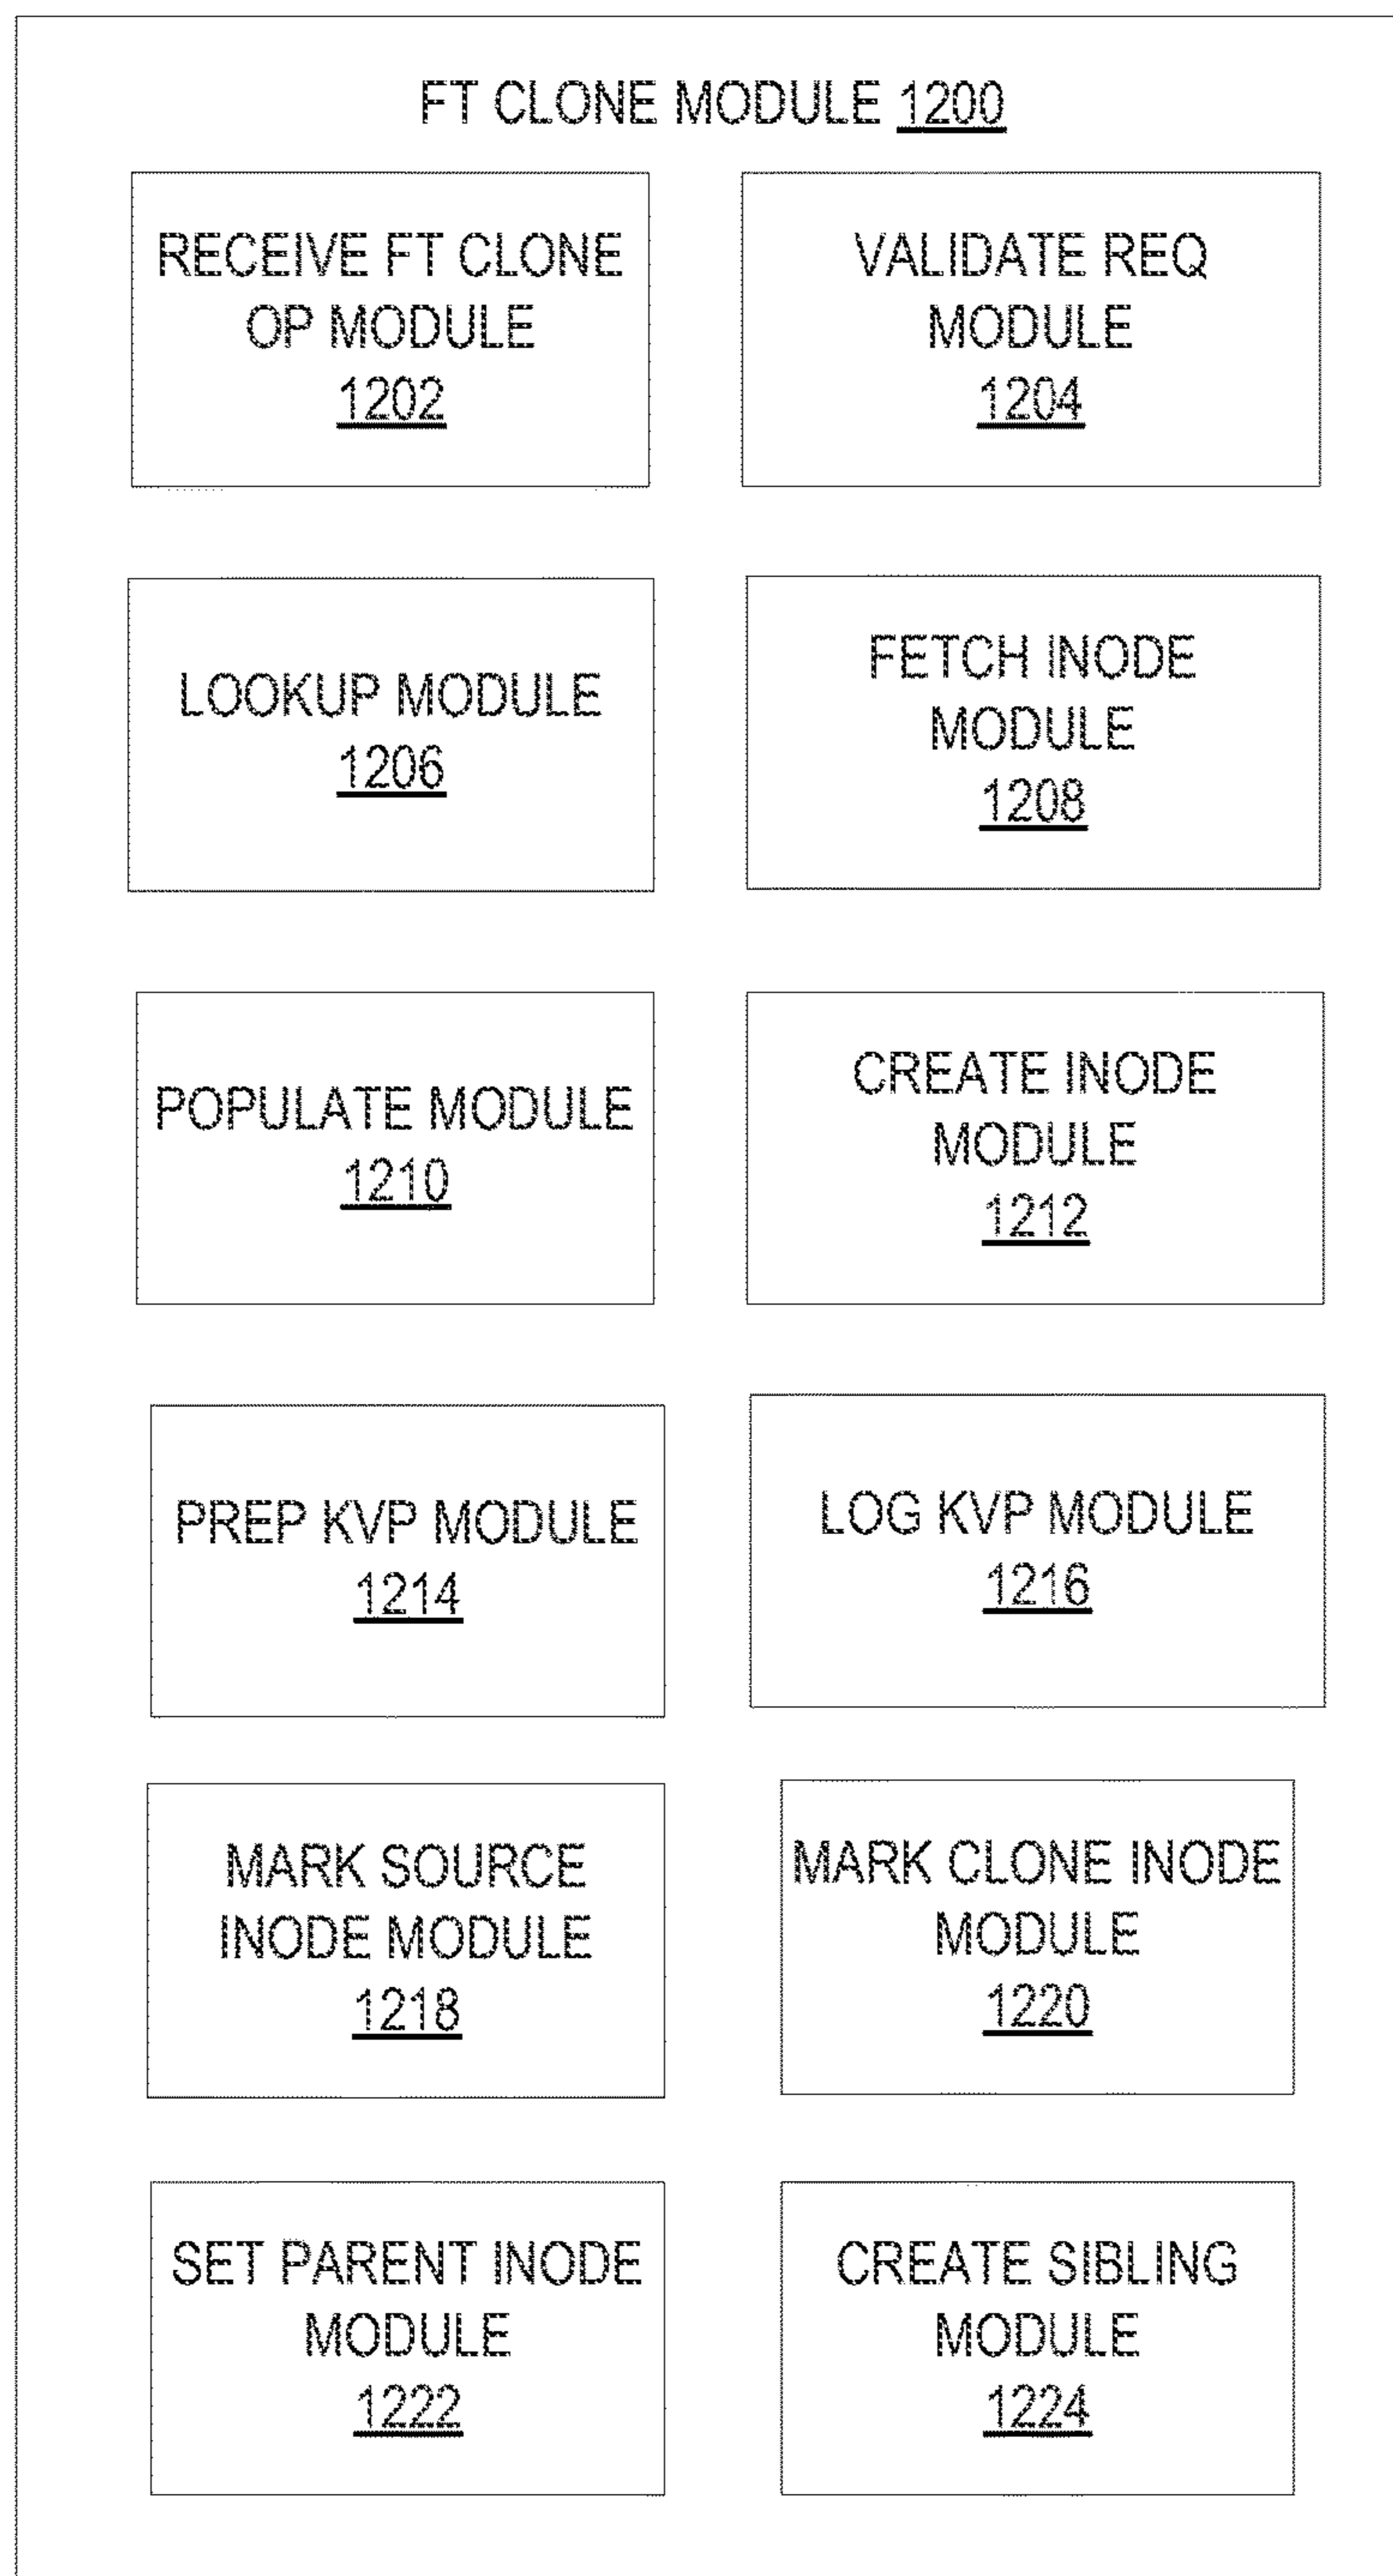 FT CLONE MODULE 1200
RECEIVE FT CLONE
OP MODULE
1202
VALIDATE REQ
MODULE
1204
LOOKUP MODULE
1206
FETCH INODE
MODULE
1208
POPULATE MODULE
1210
CREATE INODE
MODULE
1212
PREP KVP MODULE
1214
LOG KVP MODULE
1216
MARK SOURCE
INODE MODULE
1218
MARK CLONE INODE
MODULE
1220
SET PARENT INODE
MODULE
1222
CREATE SIBLING
MODULE
1224